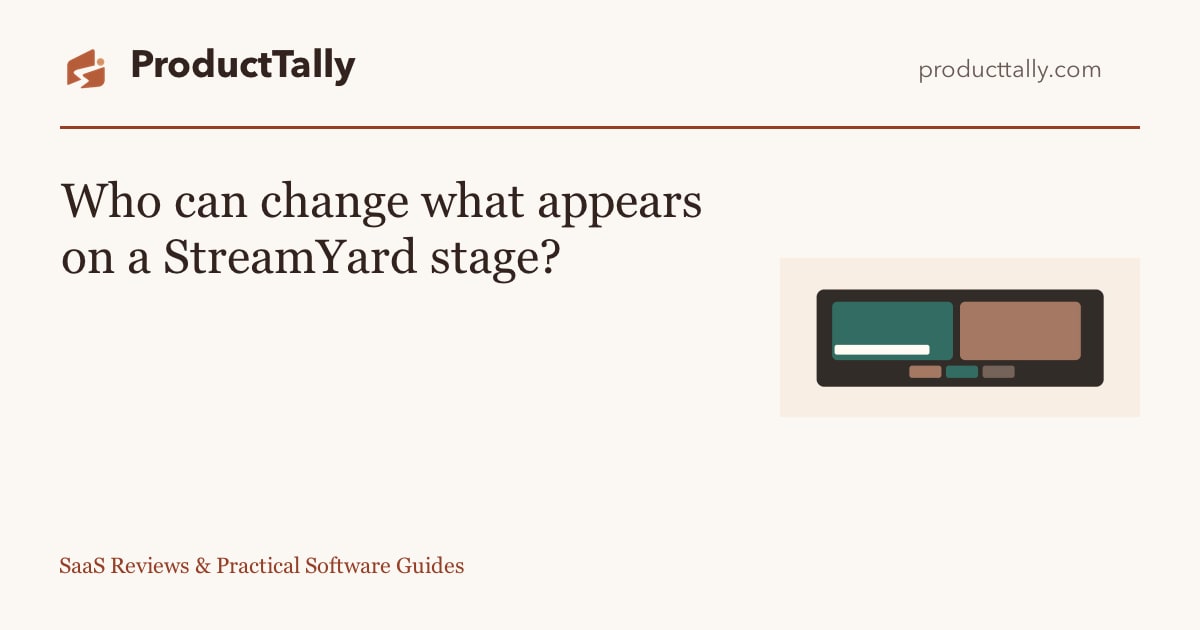 ProductTally
producttally.com
Who can change what appears
on a StreamYard stage?
SaaS Reviews & Practical Software Guides